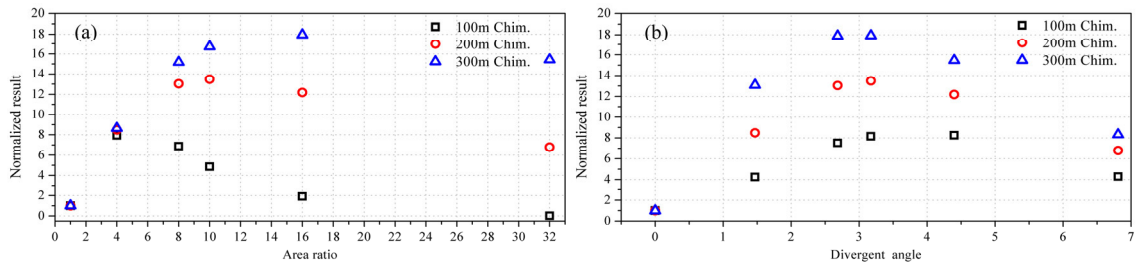 (a)
100m Chim.
200m Chim.
300m Chim.
Normalized result
20
18
16
14
12
10
8
6
4
2
0
0 2 4 6 8 10 12 14 16 18 20 22 24 26 28 30 32
Area ratio
(b)
100m Chim.
200m Chim.
300m Chim.
Normalized result
20
18
16
14
12
10
8
6
4
2
0
0 1 2 3 4 5 6 7
Divergent angle